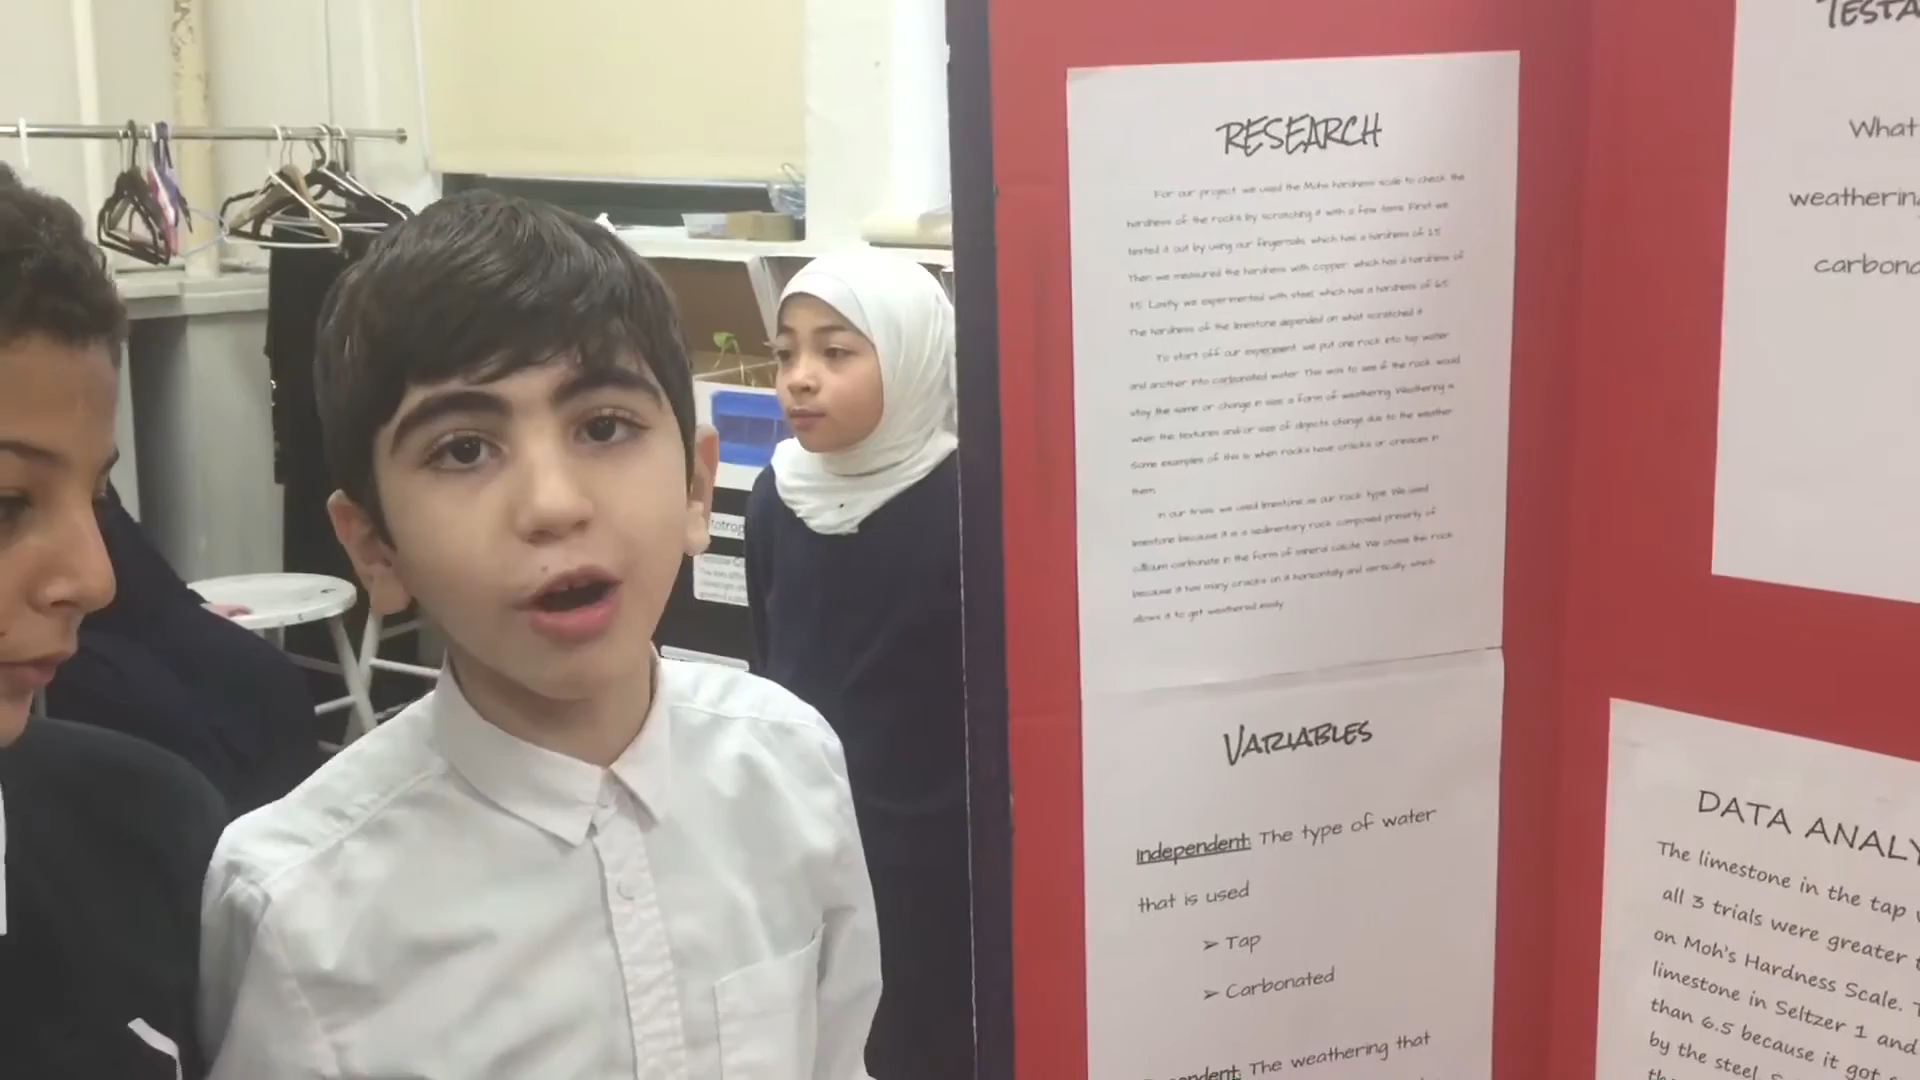 RESEARCH
For our project we used the Mohs hardness scale to check the
hardness of the rocks by scratching it with a few items. First we
tested it out by using our fingernails which has a hardness of 2.5
Then we measured the hardness with copper which has a hardness of
3.5 Lastly we experimented with steel which has a hardness of 6.5
The hardness of the limestone depended on what scratched it
To start off our experiment we put one rock into tap water
and another into carbonated water This was to see if the rock would
stay the same or change in size a form of weathering Weathering is
when the textures and/or size of objects change due to the weather
Some examples of this is when rocks have cracks or crevices in
them
In our trials we used limestone as our rock type We used
limestone because it is a sedimentary rock composed primarily of
calcium carbonate in the form of mineral calcite We chose this rock
because it has many cracks on it horizontally and vertically which
allows it to get weathered easily
VARIABLES
Independent: The type of water
that is used
➢ Tap
➢ Carbonated
The weathering that
TESTA
What
weathering
carbona
DATA ANALY
The limestone in the tap
all 3 trials were greater
on Moh's Hardness Scale.
limestone in Seltzer 1 and
than 6.5 because it got
by the steel.